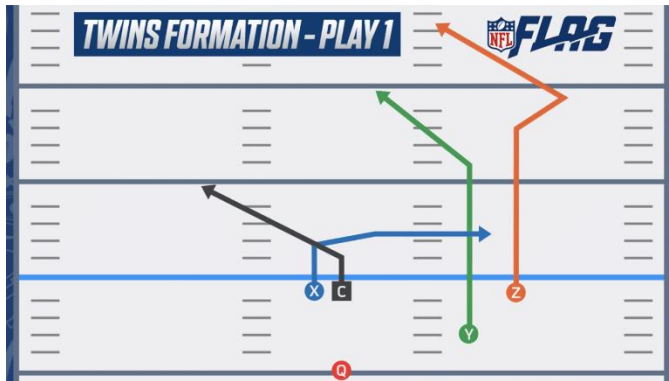 TWINS FORMATION - PLAY 1
NFL FLAG
X C Z
Y
Q